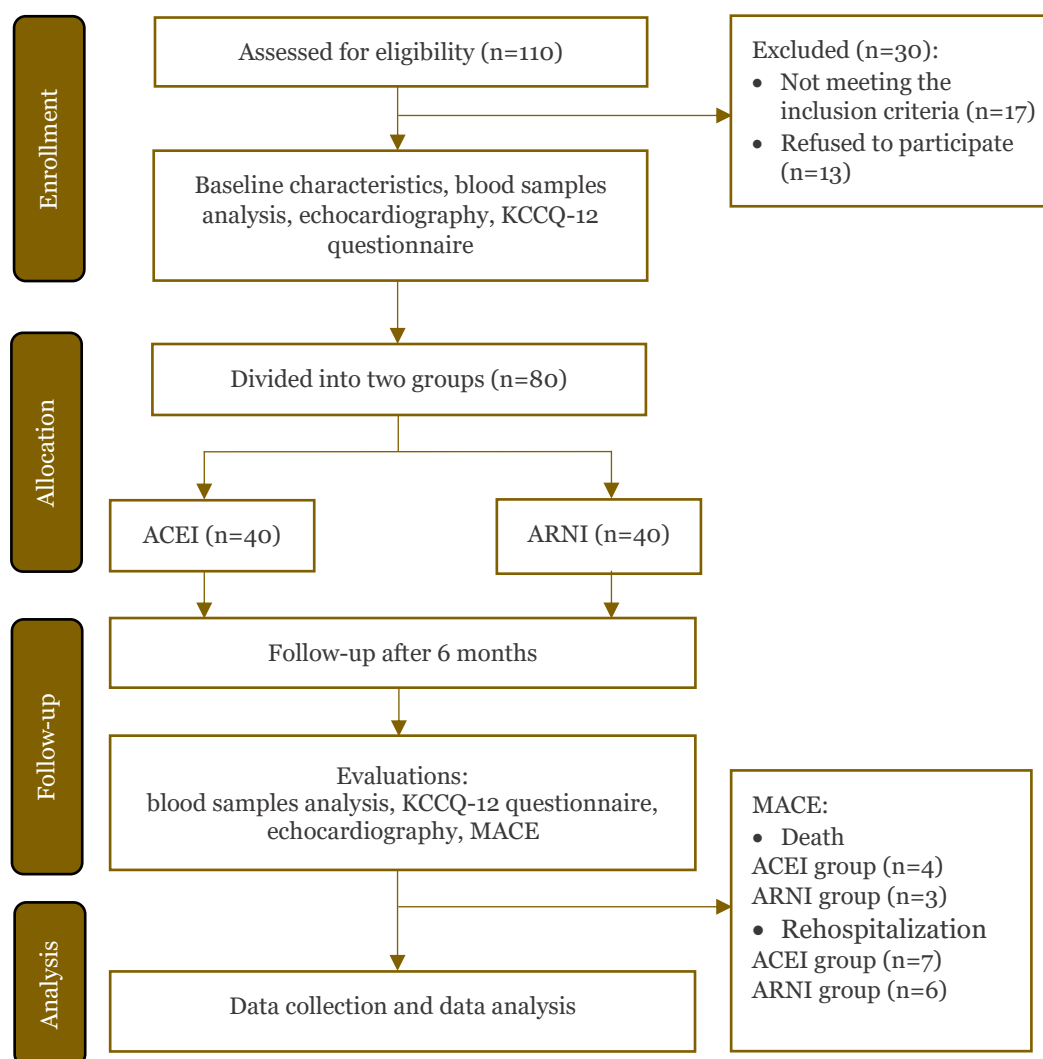 Enrollment
Assessed for eligibility (n=110)
Excluded (n=30):
• Not meeting the
inclusion criteria (n=17)
• Refused to participate
(n=13)
Baseline characteristics, blood samples
analysis, echocardiography, KCCQ-12
questionnaire
Allocation
Divided into two groups (n=80)
ACEI (n=40)
ARNI (n=40)
Follow-up
Follow-up after 6 months
Evaluations:
blood samples analysis, KCCQ-12 questionnaire,
echocardiography, MACE
MACE:
• Death
ACEI group (n=4)
ARNI group (n=3)
• Rehospitalization
ACEI group (n=7)
ARNI group (n=6)
Analysis
Data collection and data analysis